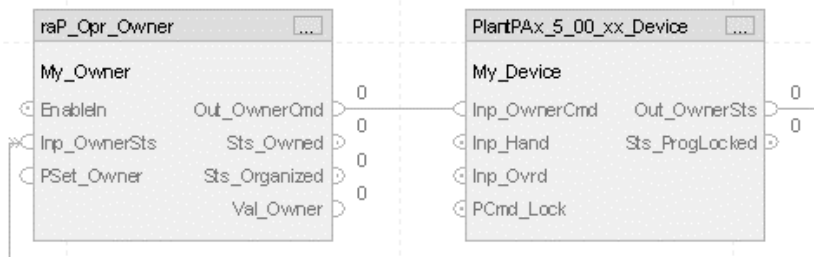 raP_Opr_Owner ...
My_Owner
EnableIn Out_OwnerCmd 0
Inp_OwnerSts Sts_Owned 0
PSet_Owner Sts_Organized 0
Val_Owner 0
PlantPAx_5_00_xx_Device ...
My_Device
Inp_OwnerCmd Out_OwnerSts 0
Inp_Hand Sts_ProgLocked 0
Inp_Ovrd
PCmd_Lock